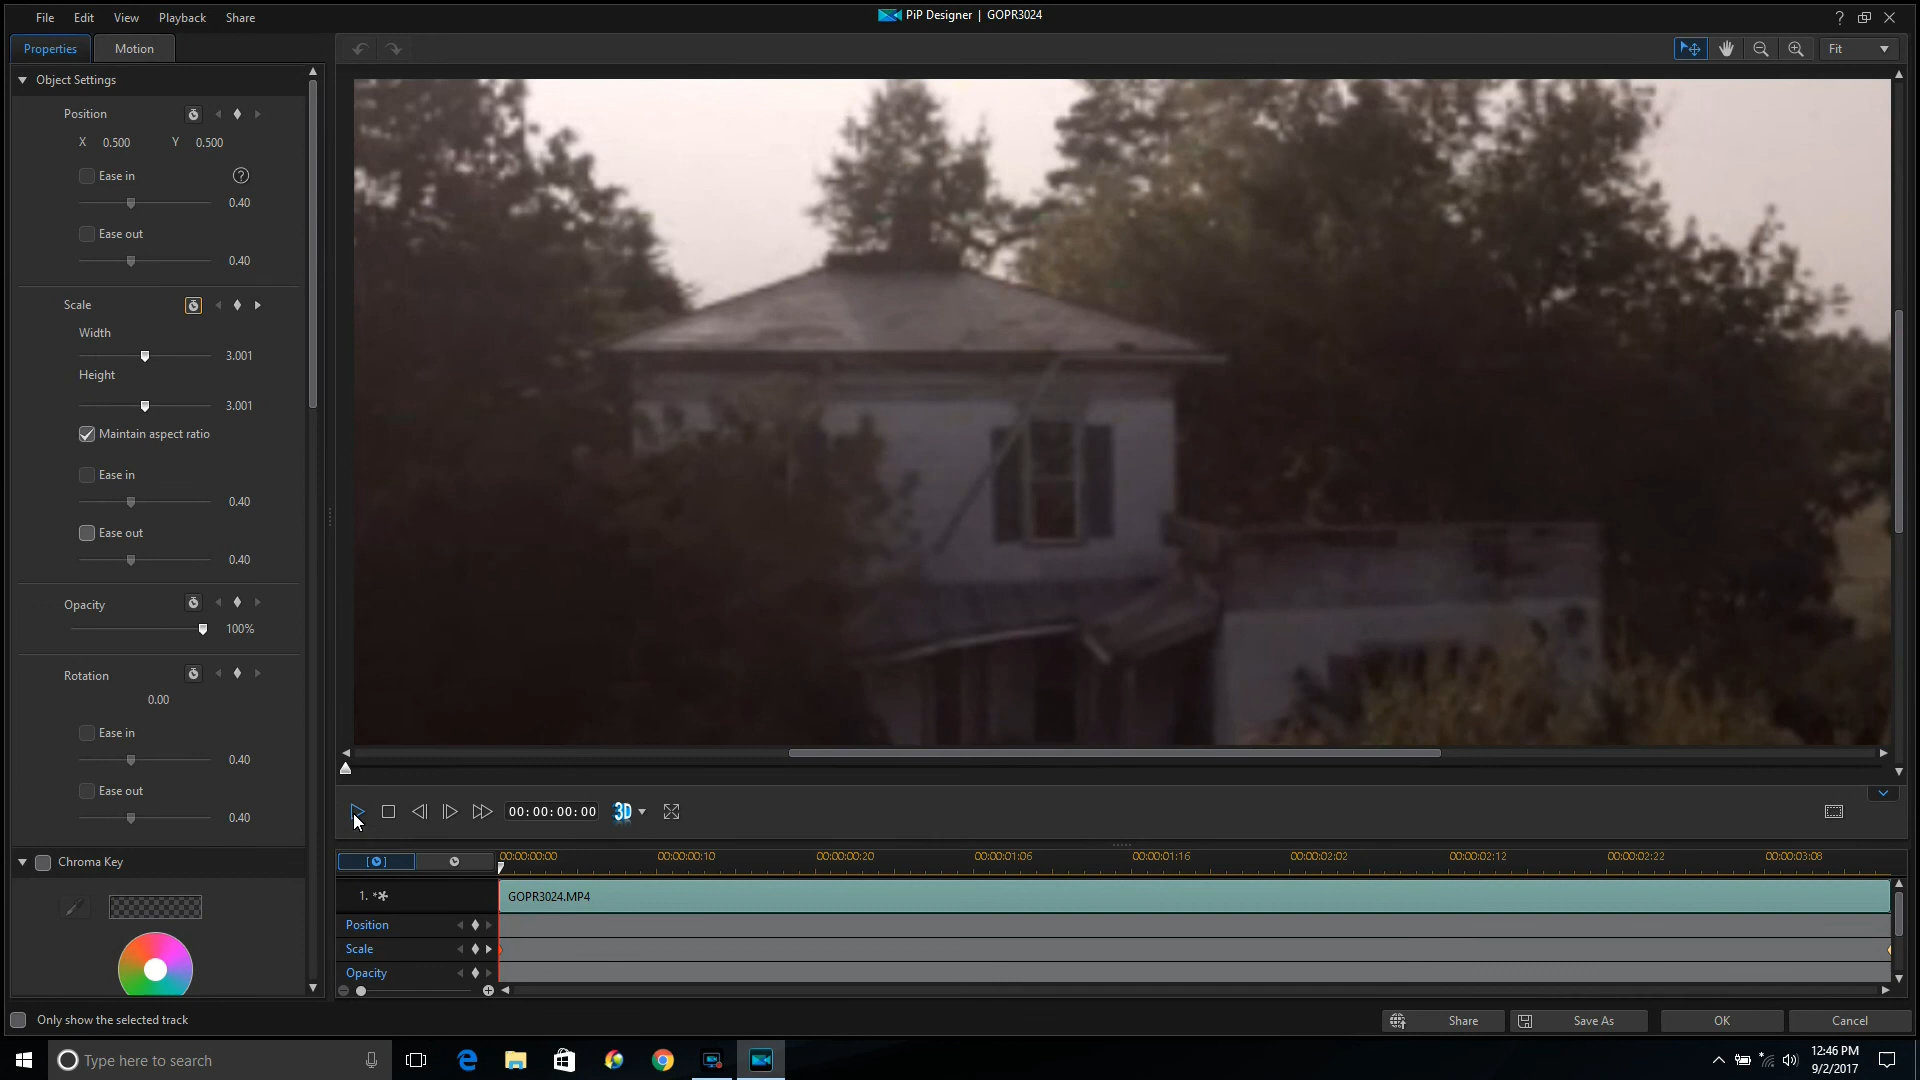 File Edit View Playback Share
PiP Designer | GOPR3024
?
Properties Motion
Fit
Object Settings
Position
X 0.500 Y 0.500
Ease in ?
0.40
Ease out
0.40
Scale
Width
3.001
Height
3.001
Maintain aspect ratio
Ease in
0.40
Ease out
0.40
Opacity
100%
Rotation
0.00
Ease in
0.40
Ease out
0.40
Chroma Key
00:00:00:00 3D
00:00:00:00 00:00:00:10 00:00:00:20 00:00:01:06 00:00:01:16 00:00:02:02 00:00:02:12 00:00:02:22 00:00:03:08
1. GOPR3024.MP4
Position
Scale
Opacity
Only show the selected track
Share Save As OK Cancel
Type here to search
12:46 PM
9/2/2017